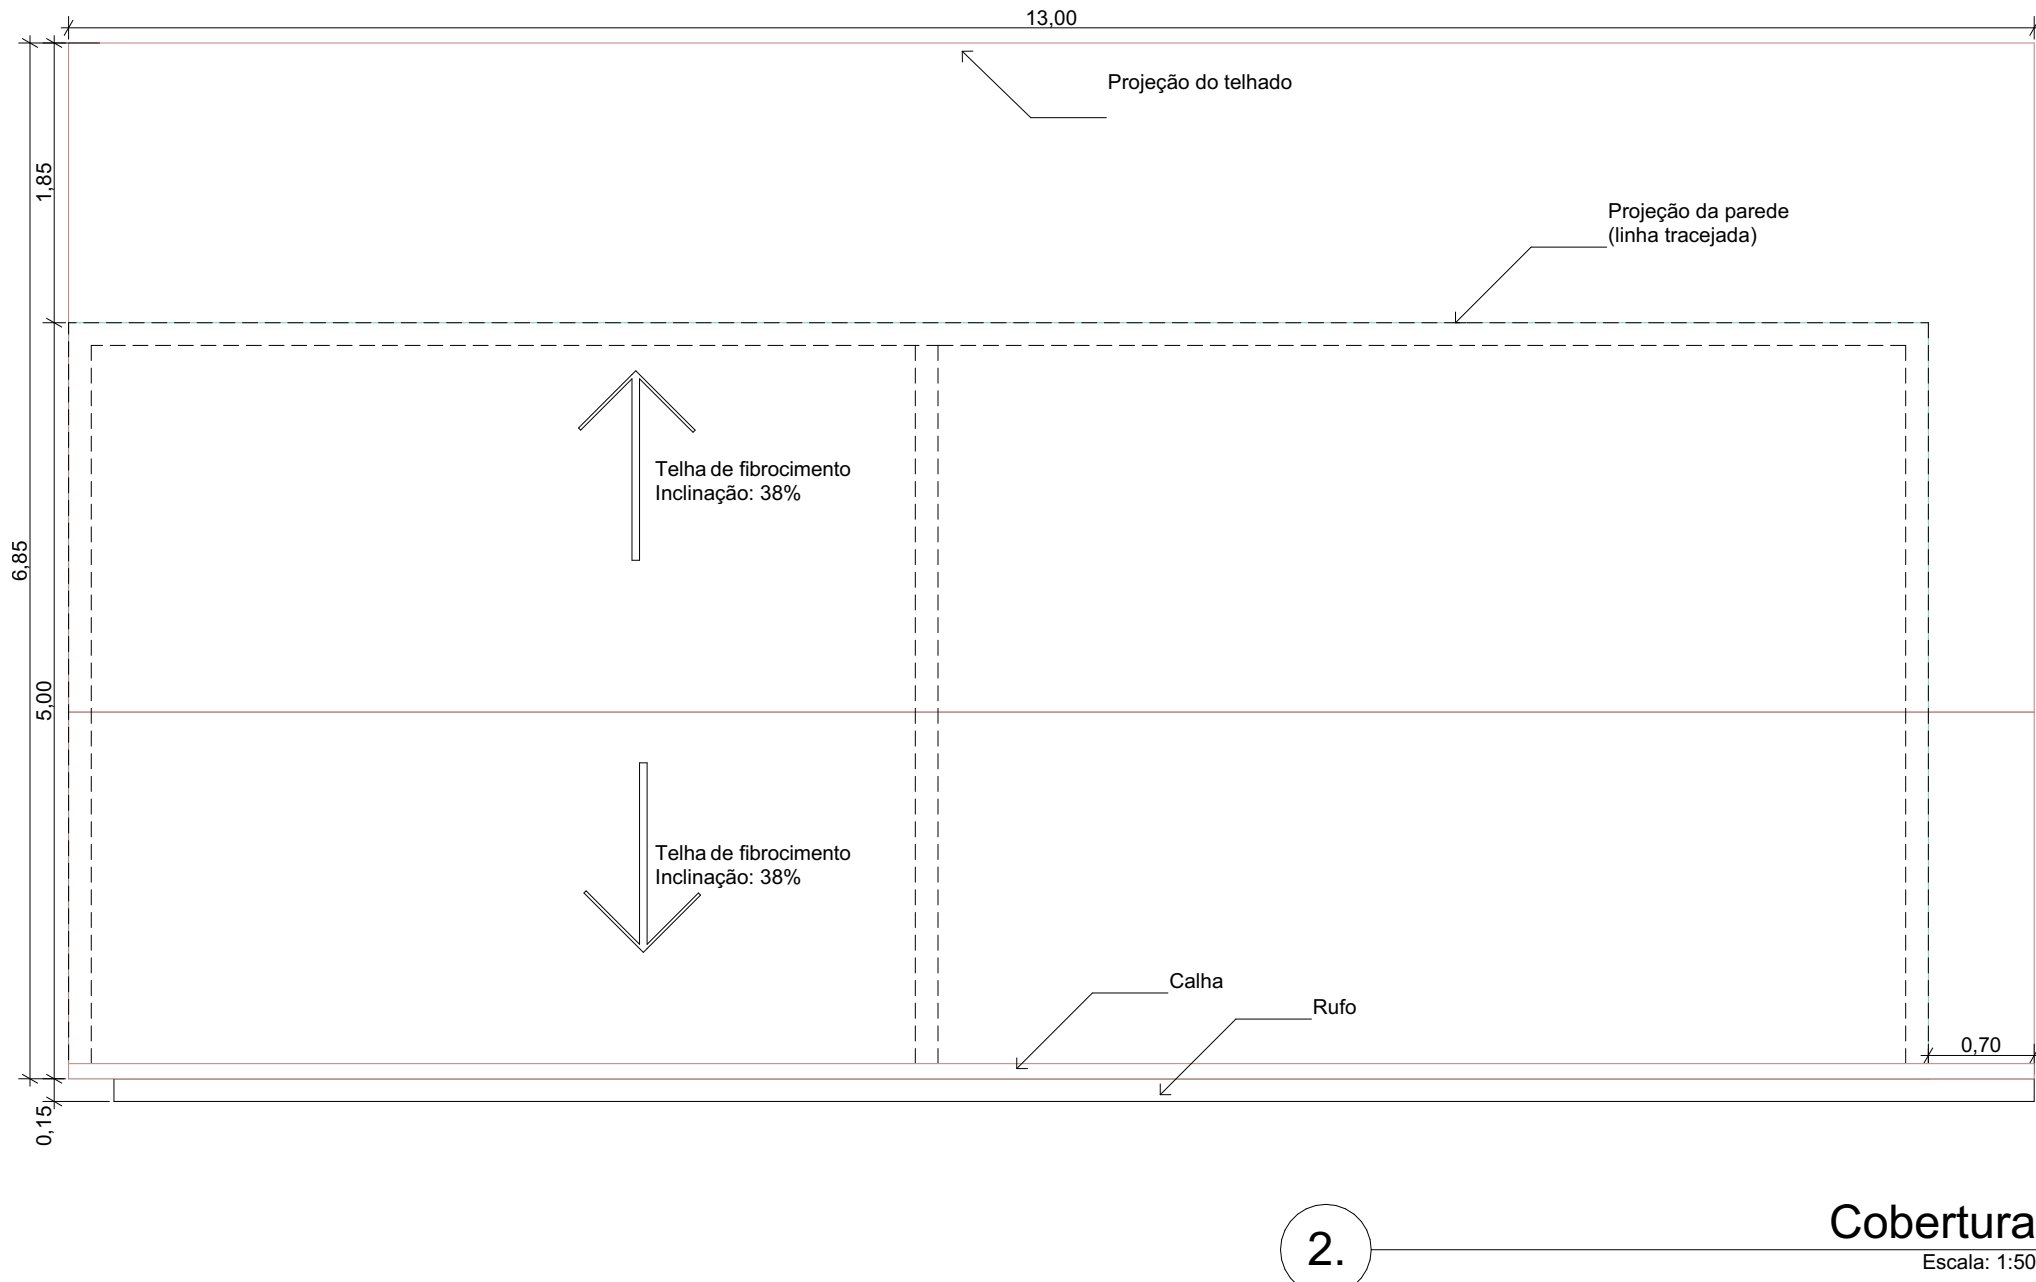 13,00
Projeção do telhado
1,85
Projeção da parede
(linha tracejada)
Telha de fibrocimento
Inclinação: 38%
6,85
5,00
Telha de fibrocimento
Inclinação: 38%
Calha
Rufo
0,70
0,15
2.
Cobertura
Escala: 1:50